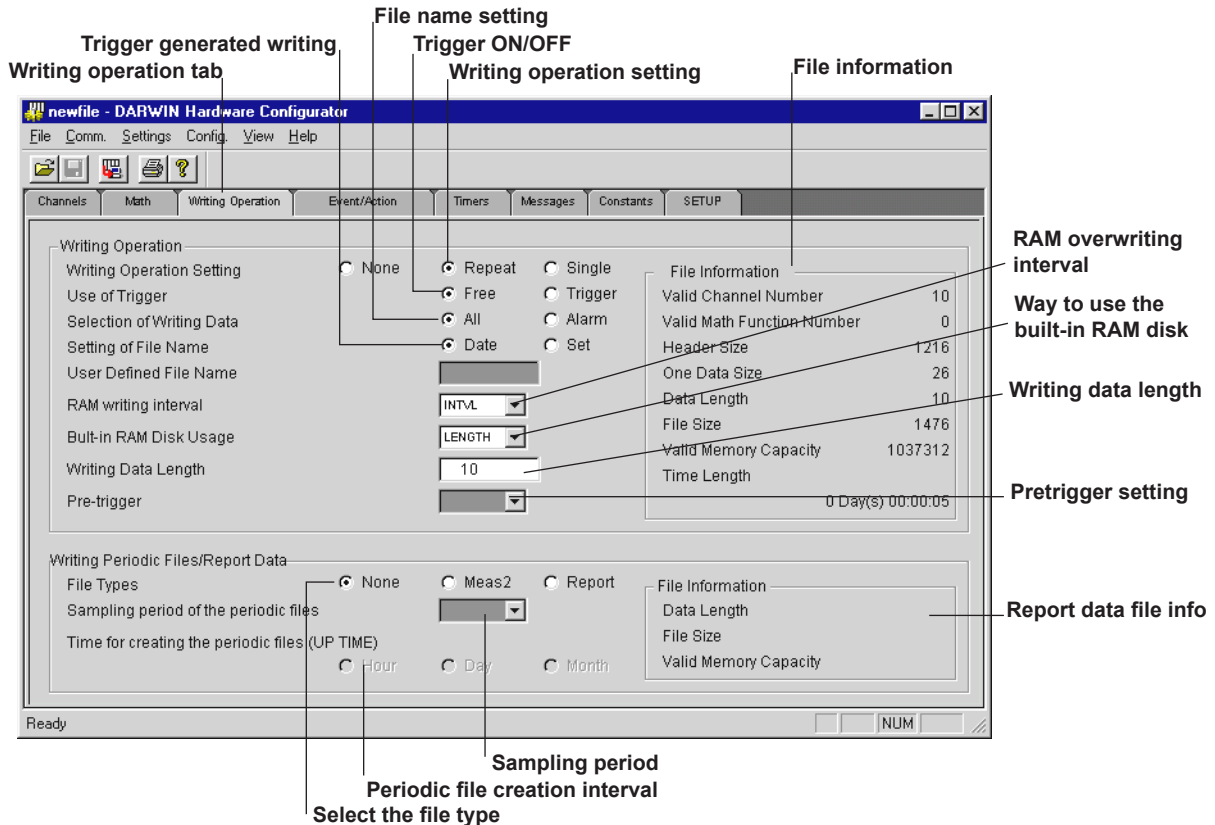 File name setting
Trigger generated writing
Trigger ON/OFF
Writing operation tab
Writing operation setting
File information
newfile - DARWIN Hardware Configurator
File Comm. Settings Config. View Help
Channels Math Writing Operation Event/Action Timers Messages Constants SETUP
Writing Operation
Writing Operation Setting None Repeat Single
Use of Trigger Free Trigger
Selection of Writing Data All Alarm
Setting of File Name Date Set
User Defined File Name
RAM writing interval INTVL
Bult-in RAM Disk Usage LENGTH
Writing Data Length 10
Pre-trigger
File Information
Valid Channel Number 10
Valid Math Function Number 0
Header Size 1216
One Data Size 26
Data Length 10
File Size 1476
Valid Memory Capacity 1037312
Time Length
0 Day(s) 00:00:05
RAM overwriting
interval
Way to use the
built-in RAM disk
Writing data length
Pretrigger setting
Writing Periodic Files/Report Data
File Types None Meas2 Report
Sampling period of the periodic files
Time for creating the periodic files (UP TIME)
Hour Day Month
File Information
Data Length
File Size
Valid Memory Capacity
Report data file info
Ready NUM
Sampling period
Periodic file creation interval
Select the file type